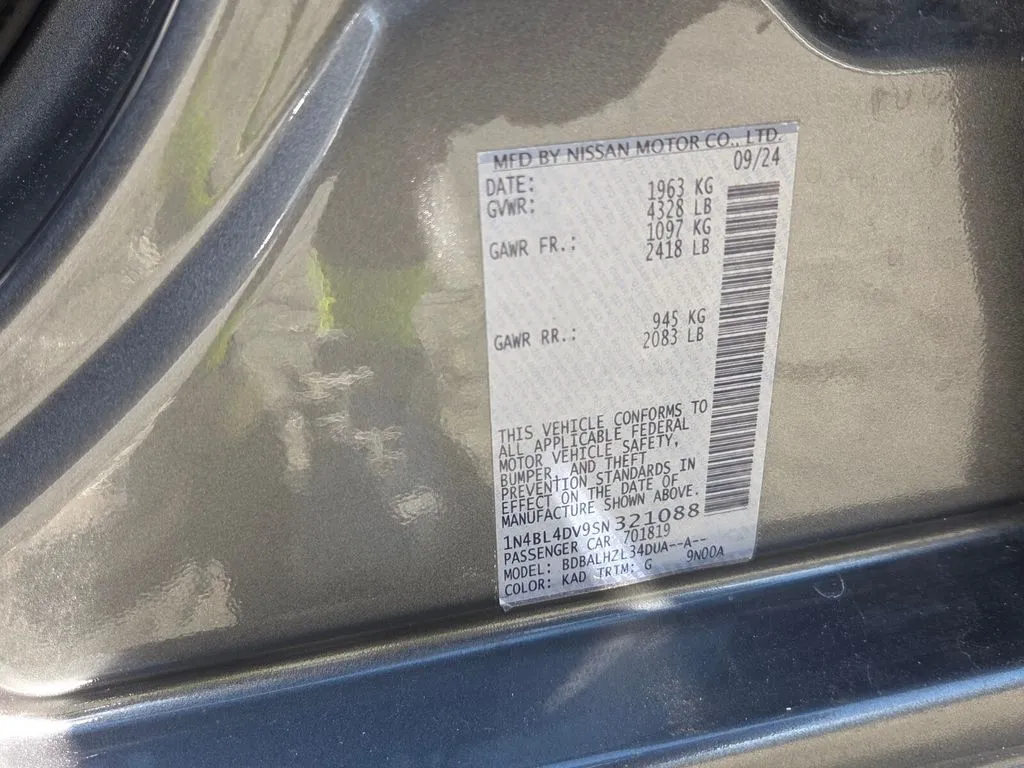 MFD BY NISSAN MOTOR CO., LTD.
DATE: 09/24
GVWR: 1963 KG
4328 LB
GAWR FR.: 1097 KG
2418 LB
GAWR RR.: 945 KG
2083 LB
THIS VEHICLE CONFORMS TO
ALL APPLICABLE FEDERAL
MOTOR VEHICLE SAFETY,
BUMPER, AND THEFT
PREVENTION STANDARDS IN
EFFECT ON THE DATE OF
MANUFACTURE SHOWN ABOVE.
1N4BL4DV9SN321088
PASSENGER CAR 701819
MODEL: BDBALHZL34DUA--A--
COLOR: KAD TRIM: G 9N00A